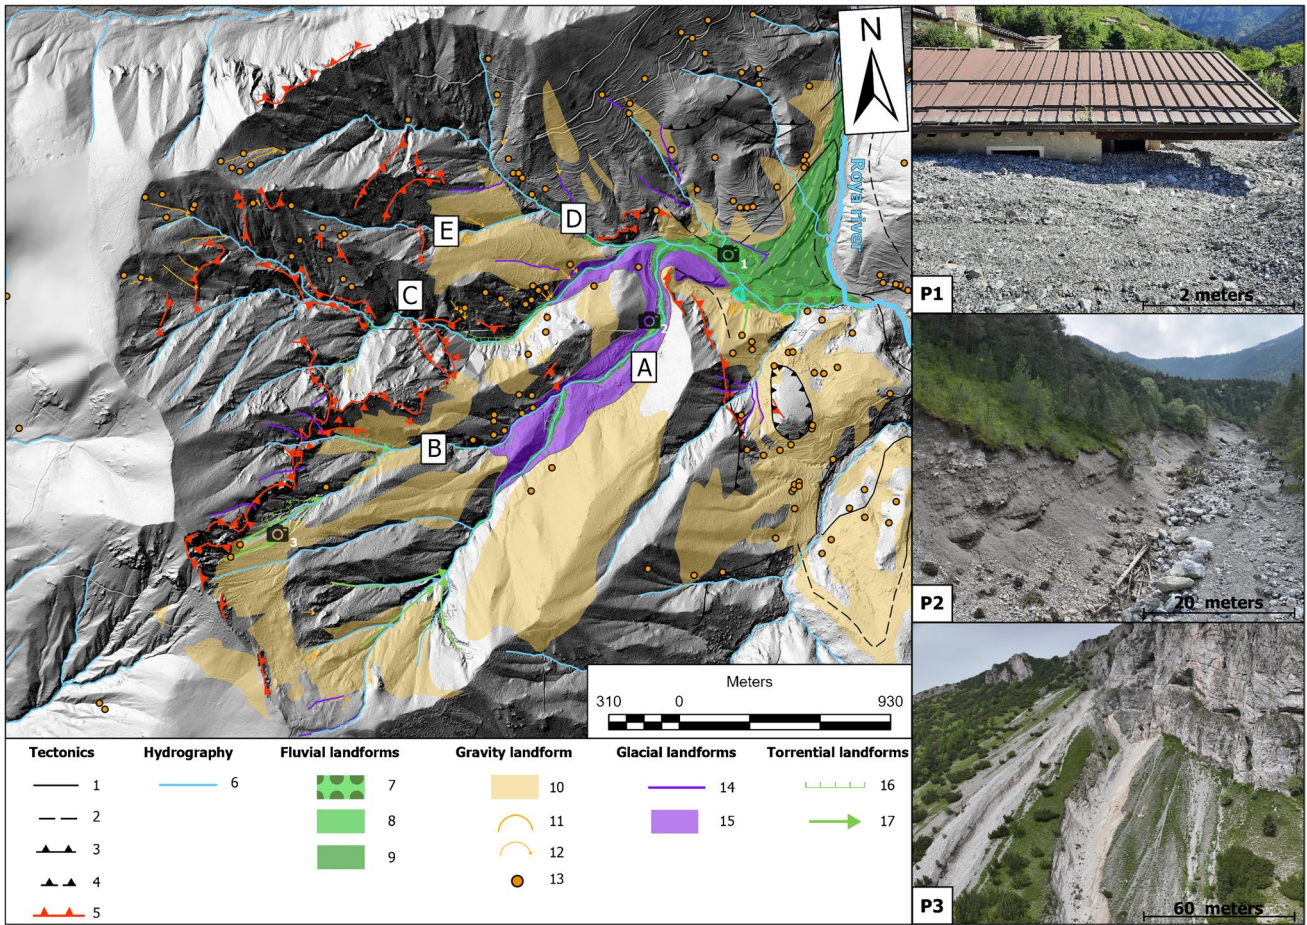 N
Roya river
D
E
1
C
2
A
B
3
Meters
310 0 930
P1
2 meters
P2
20 meters
P3
60 meters
Tectonics
1
2
3
4
5
Hydrography
6
Fluvial landforms
7
8
9
Gravity landform
10
11
12
13
Glacial landforms
14
15
Torrential landforms
16
17